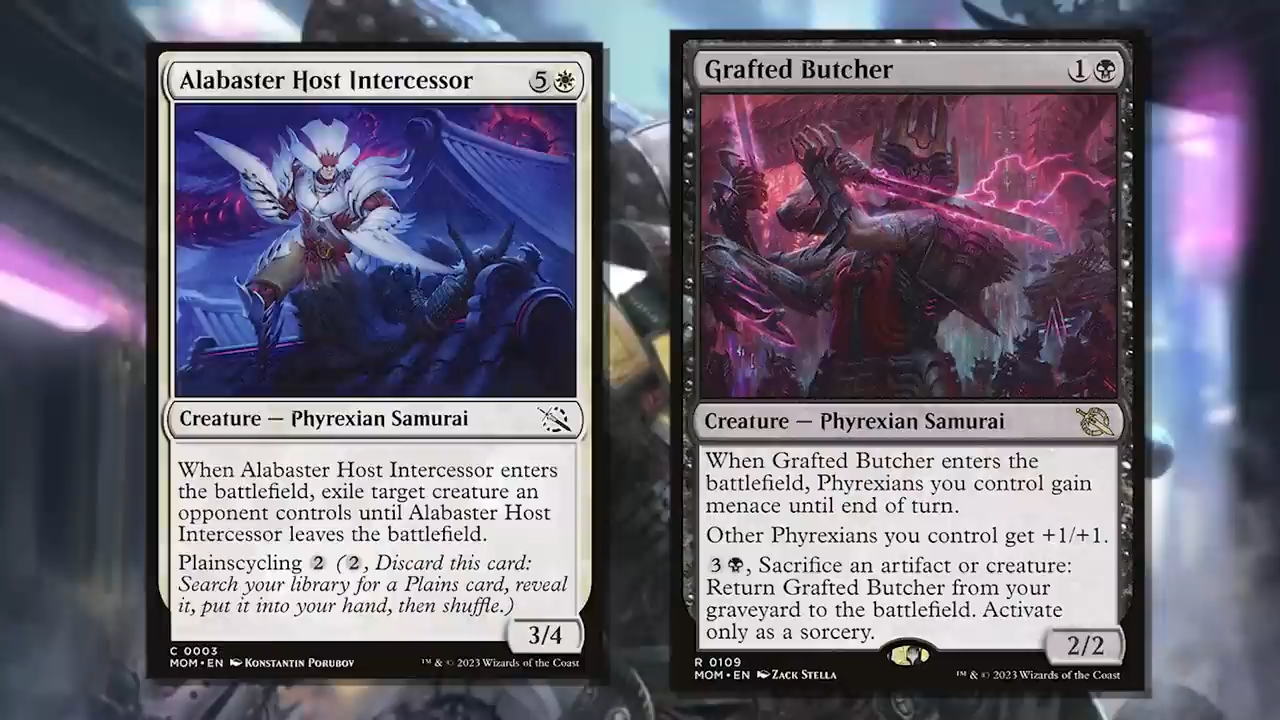 Alabaster Host Intercessor 5
Creature — Phyrexian Samurai
When Alabaster Host Intercessor enters
the battlefield, exile target creature an
opponent controls until Alabaster Host
Intercessor leaves the battlefield.
Plainscycling 2 (2, Discard this card:
Search your library for a Plains card, reveal
it, put it into your hand, then shuffle.)
3/4
C 0003
MOM • EN Konstantin Porubov
™ & © 2023 Wizards of the Coast
Grafted Butcher 1
Creature — Phyrexian Samurai
When Grafted Butcher enters the
battlefield, Phyrexians you control gain
menace until end of turn.
Other Phyrexians you control get +1/+1.
3, Sacrifice an artifact or creature:
Return Grafted Butcher from your
graveyard to the battlefield. Activate
only as a sorcery.
2/2
R 0109
MOM • EN Zack Stella
™ & © 2023 Wizards of the Coast